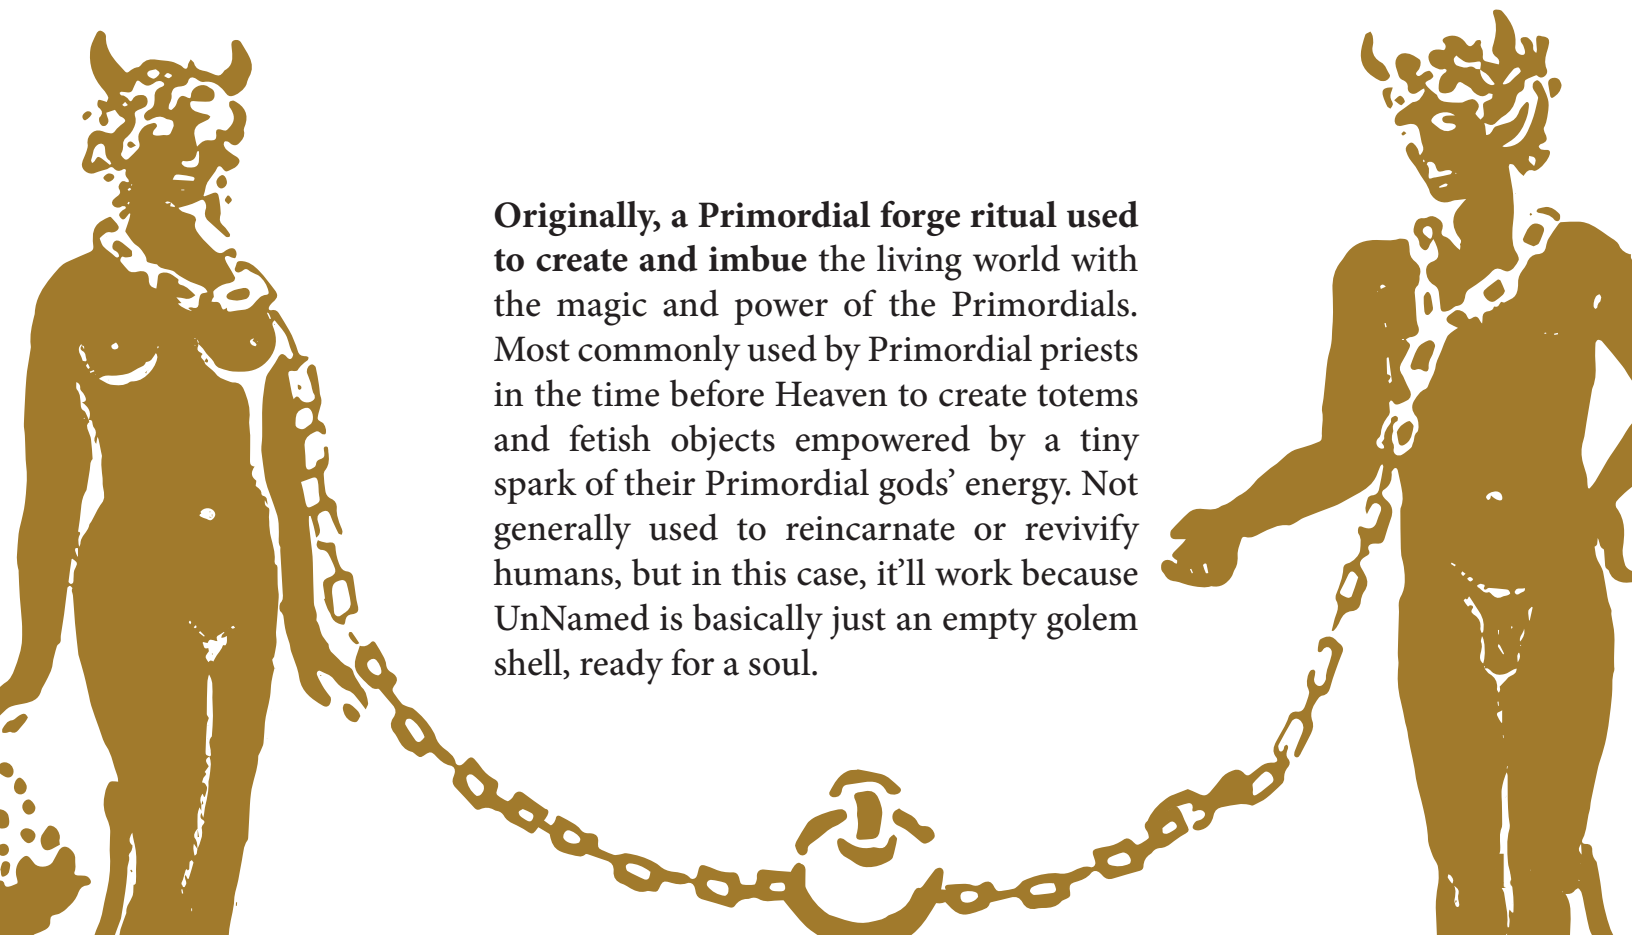 Originally, a Primordial forge ritual used
to create and imbue the living world with
the magic and power of the Primordials.
Most commonly used by Primordial priests
in the time before Heaven to create totems
and fetish objects empowered by a tiny
spark of their Primordial gods’ energy. Not
generally used to reincarnate or revivify
humans, but in this case, it’ll work because
UnNamed is basically just an empty golem
shell, ready for a soul.